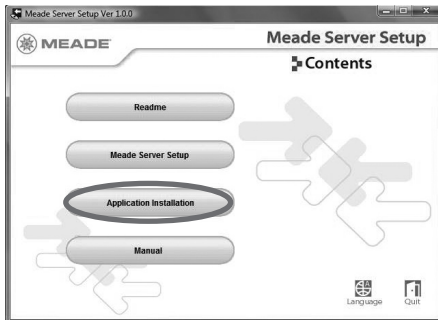 Meade Server Setup Ver 1.0.0
MEADE
Meade Server Setup
Contents
Readme
Meade Server Setup
Application Installation
Manual
Language
Quit